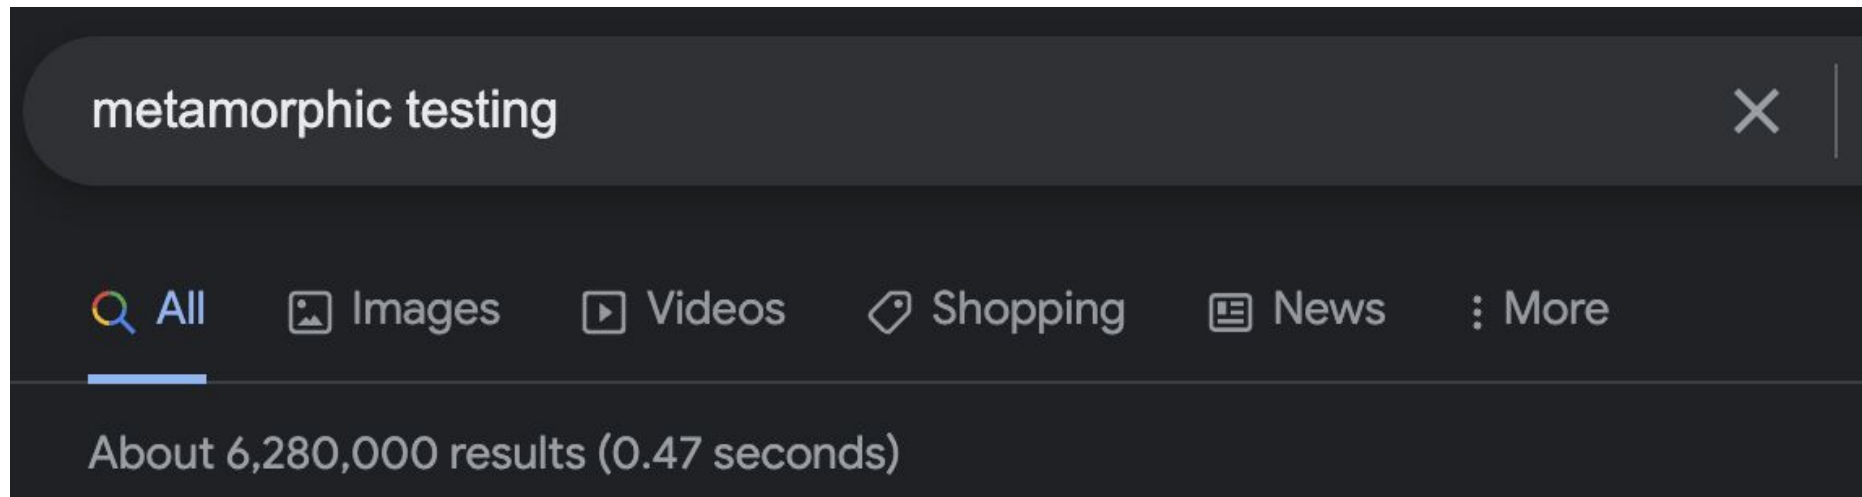 metamorphic testing
All Images Videos Shopping News More
About 6,280,000 results (0.47 seconds)